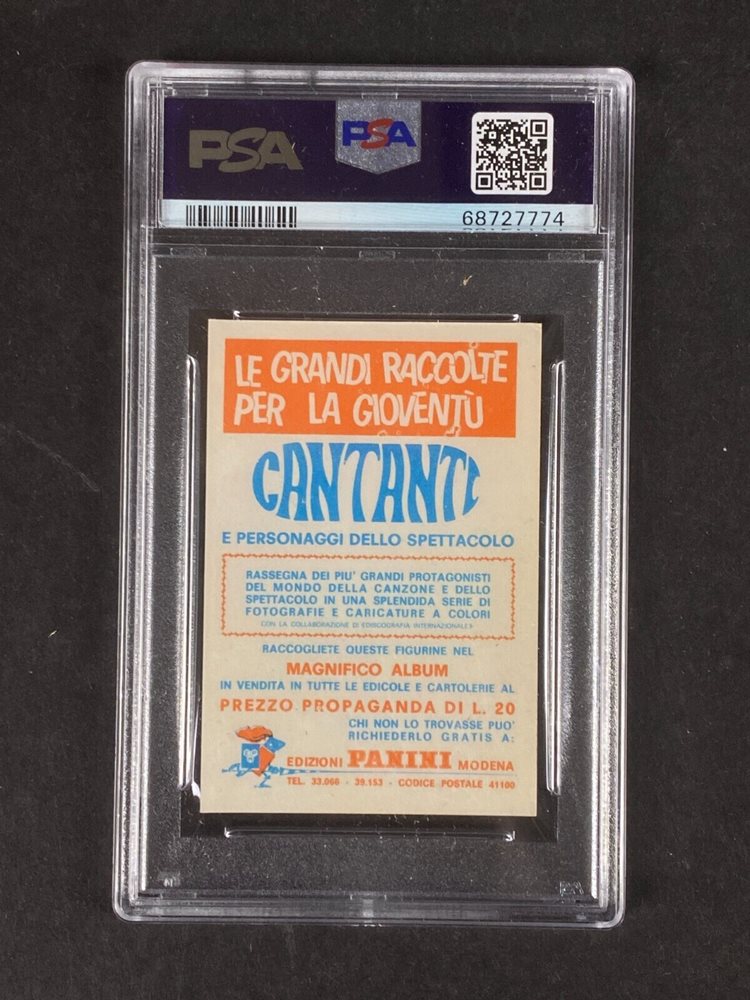 PSA
PSA
68727774
LE GRANDI RACCOLTE
PER LA GIOVENTÙ
CANTANTI
E PERSONAGGI DELLO SPETTACOLO
RASSEGNA DEI PIU' GRANDI PROTAGONISTI
DEL MONDO DELLA CANZONE E DELLO
SPETTACOLO IN UNA SPLENDIDA SERIE DI
FOTOGRAFIE E CARICATURE A COLORI
CON LA COLLABORAZIONE DI «DISCOGRAFIA INTERNAZIONALE»
RACCOGLIETE QUESTE FIGURINE NEL
MAGNIFICO ALBUM
IN VENDITA IN TUTTE LE EDICOLE E CARTOLERIE AL
PREZZO PROPAGANDA DI L. 20
CHI NON LO TROVASSE PUO'
RICHIEDERLO GRATIS A:
EDIZIONI PANINI MODENA
TEL. 33.066 - 39.153 - CODICE POSTALE 41100